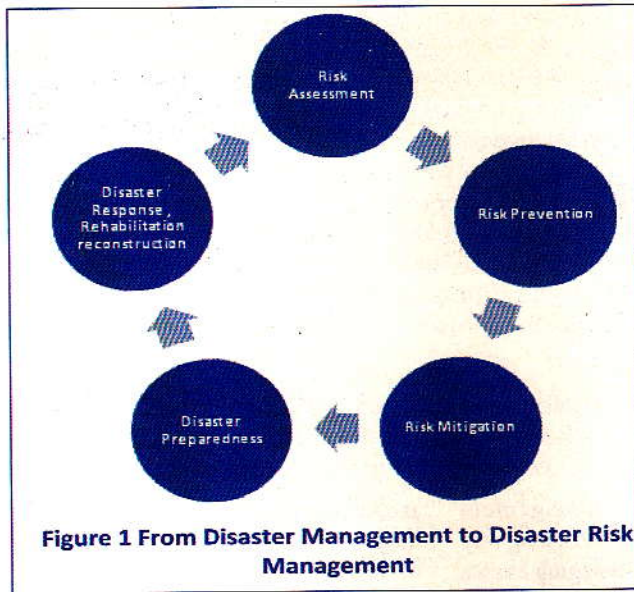 Risk
Assessment
Risk Prevention
Risk Mitigation
Disaster
Preparedness
Disaster
Response ,
Rehabilitation
reconstruction
Figure 1 From Disaster Management to Disaster Risk
Management